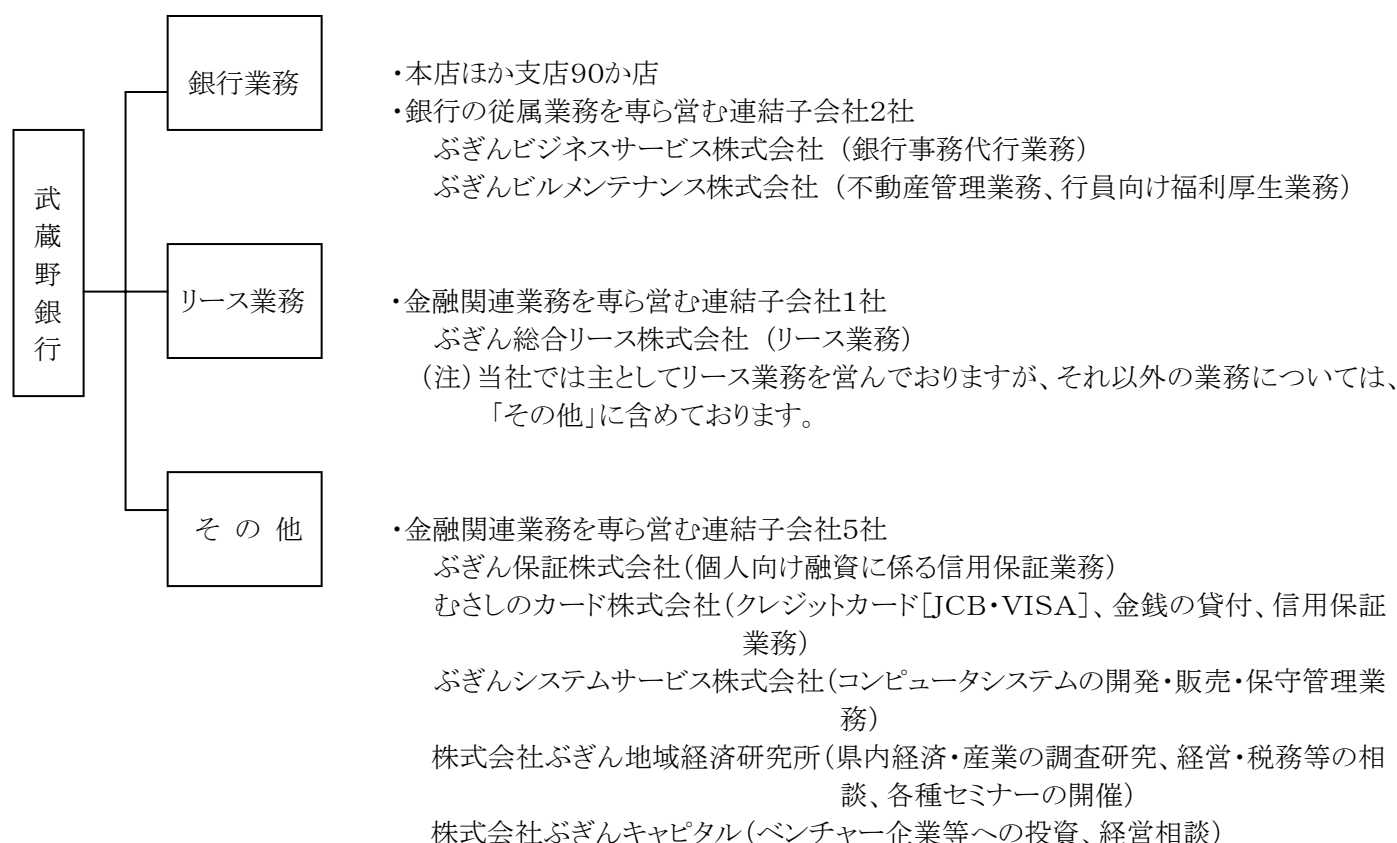 武蔵野銀行
銀行業務
・本店ほか支店90か店
・銀行の従属業務を専ら営む連結子会社2社
ぶぎんビジネスサービス株式会社 (銀行事務代行業務)
ぶぎんビルメンテナンス株式会社 (不動産管理業務、行員向け福利厚生業務)
リース業務
・金融関連業務を専ら営む連結子会社1社
ぶぎん総合リース株式会社 (リース業務)
(注)当社では主としてリース業務を営んでおりますが、それ以外の業務については、
「その他」に含めております。
そ の 他
・金融関連業務を専ら営む連結子会社5社
ぶぎん保証株式会社(個人向け融資に係る信用保証業務)
むさしのカード株式会社(クレジットカード[JCB・VISA]、金銭の貸付、信用保証
業務)
ぶぎんシステムサービス株式会社(コンピュータシステムの開発・販売・保守管理業
務)
株式会社ぶぎん地域経済研究所(県内経済・産業の調査研究、経営・税務等の相
談、各種セミナーの開催)
株式会社ぶぎんキャピタル(ベンチャー企業等への投資、経営相談)